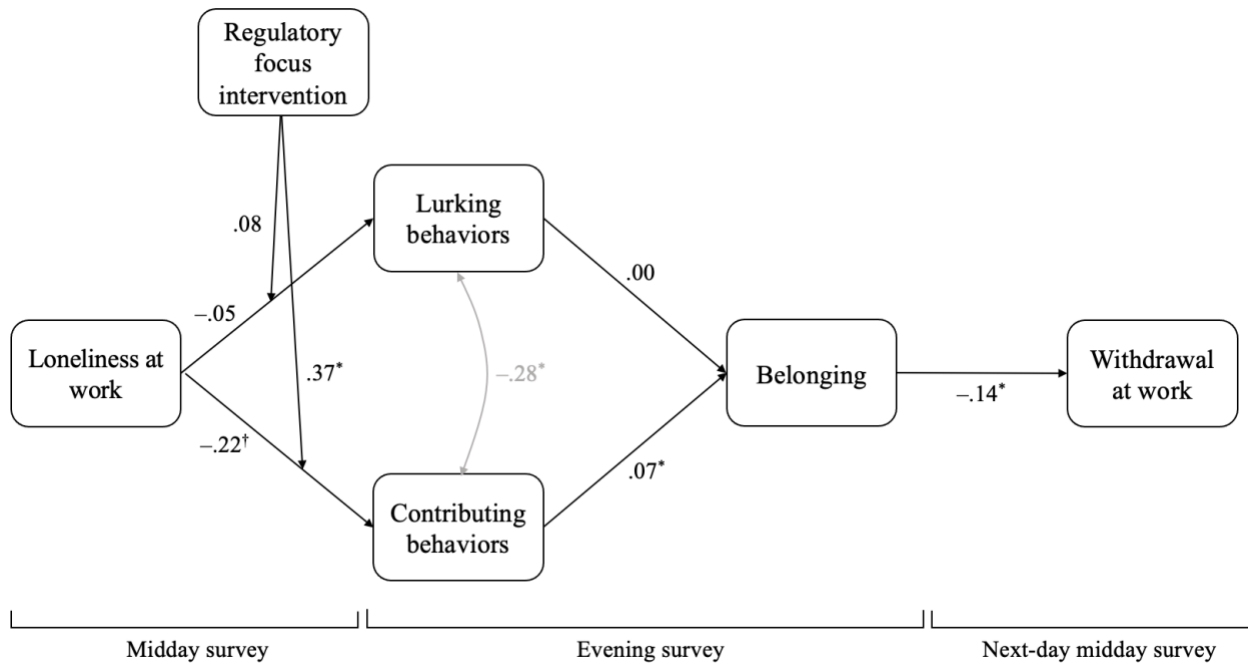 Regulatory
focus
intervention
Lurking
behaviors
.08
.00
–.05
Loneliness at
work
.37*
–.28*
Belonging
–.14*
Withdrawal
at work
–.22†
.07*
Contributing
behaviors
Midday survey
Evening survey
Next-day midday survey